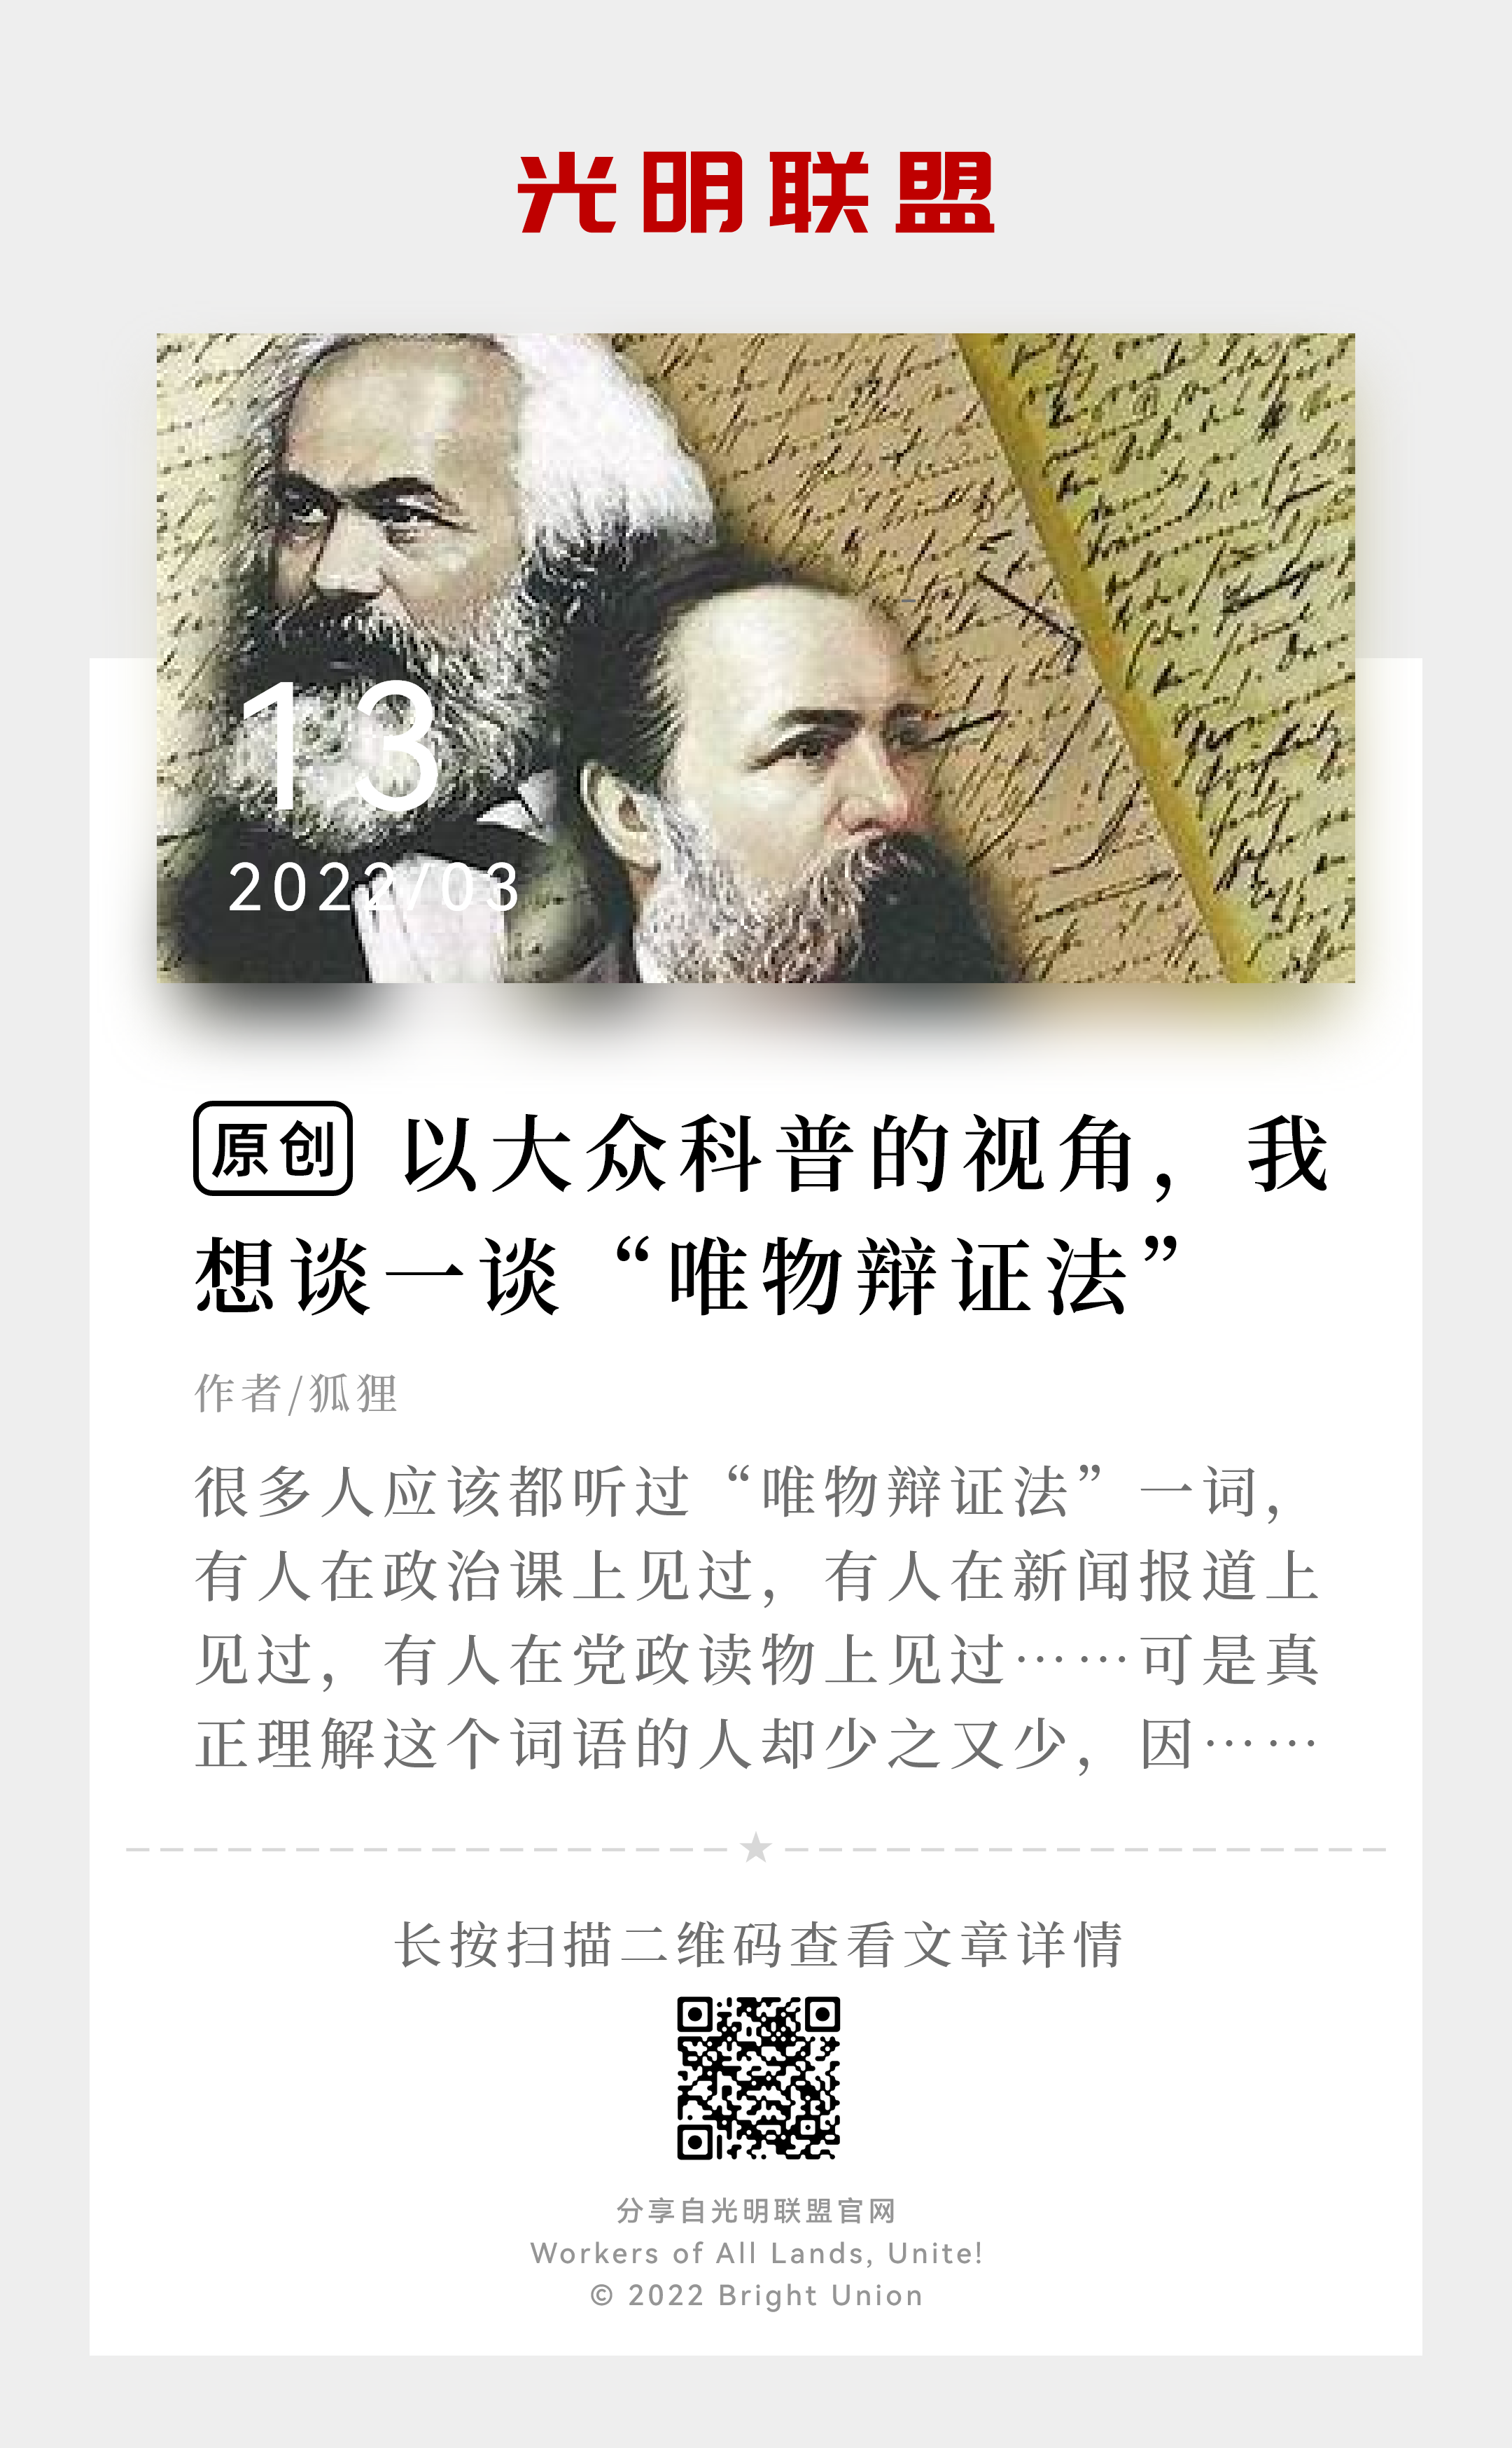 光明联盟
13
2022/03
原创 以大众科普的视角，我
想谈一谈“唯物辩证法”
作者/狐狸
很多人应该都听过“唯物辩证法”一词，
有人在政治课上见过，有人在新闻报道上
见过，有人在党政读物上见过……可是真
正理解这个词语的人却少之又少，因……
长按扫描二维码查看文章详情
分享自光明联盟官网
Workers of All Lands, Unite!
© 2022 Bright Union